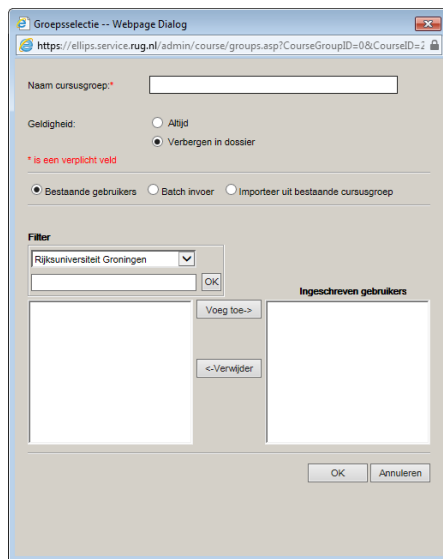 Groepsselectie -- Webpage Dialog
https://ellips.service.rug.nl/admin/course/groups.asp?CourseGroupID=0&CourseID=2
Naam cursusgroep:*
Geldigheid:
Altijd
Verbergen in dossier
* is een verplicht veld
Bestaande gebruikers Batch invoer Importeer uit bestaande cursusgroep
Filter
Rijksuniversiteit Groningen
OK
Ingeschreven gebruikers
Voeg toe->
<-Verwijder
OK Annuleren